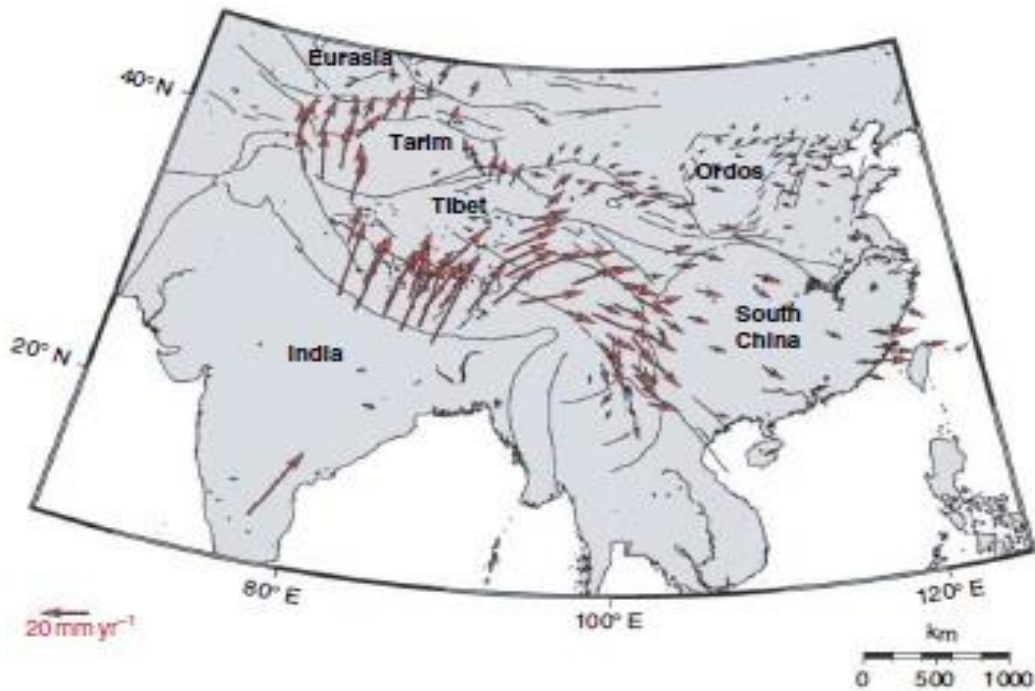 Eurasia
40° N
Tarim
Ordos
Tibet
South
China
India
20° N
80° E
100° E
120° E
20 mm yr⁻¹
km
0 500 1000